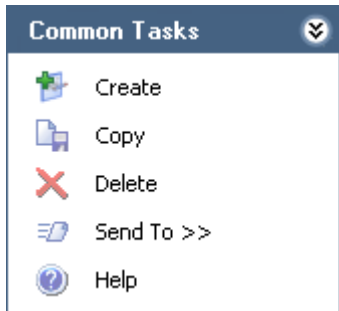 Common Tasks
Create
Copy
Delete
Send To >>
Help